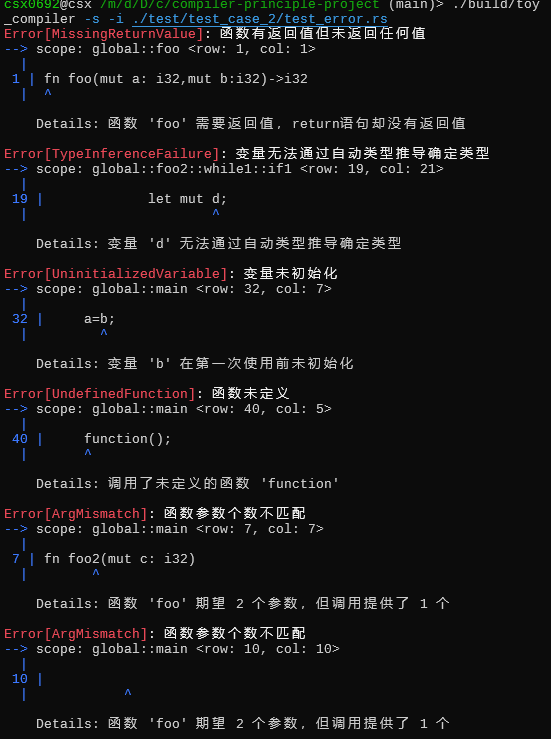 csx0692@csx /m/d/D/c/compiler-principle-project (main)> ./build/toy
_compiler -s -i ./test/test_case_2/test_error.rs
Error[MissingReturnValue]: 函数有返回值但未返回任何值
--> scope: global::foo <row: 1, col: 1>
|
1 | fn foo(mut a: i32,mut b:i32)->i32
| ^
Details: 函数 'foo' 需要返回值, return语句却没有返回值
Error[TypeInferenceFailure]: 变量无法通过自动类型推导确定类型
--> scope: global::foo2::while1::if1 <row: 19, col: 21>
|
19 | let mut d;
| ^
Details: 变量 'd' 无法通过自动类型推导确定类型
Error[UninitializedVariable]: 变量未初始化
--> scope: global::main <row: 32, col: 7>
|
32 | a=b;
| ^
Details: 变量 'b' 在第一次使用前未初始化
Error[UndefinedFunction]: 函数未定义
--> scope: global::main <row: 40, col: 5>
|
40 | function();
| ^
Details: 调用了未定义的函数 'function'
Error[ArgMismatch]: 函数参数个数不匹配
--> scope: global::main <row: 7, col: 7>
|
7 | fn foo2(mut c: i32)
| ^
Details: 函数 'foo' 期望 2 个参数, 但调用提供了 1 个
Error[ArgMismatch]: 函数参数个数不匹配
--> scope: global::main <row: 10, col: 10>
|
10 |
| ^
Details: 函数 'foo' 期望 2 个参数, 但调用提供了 1 个